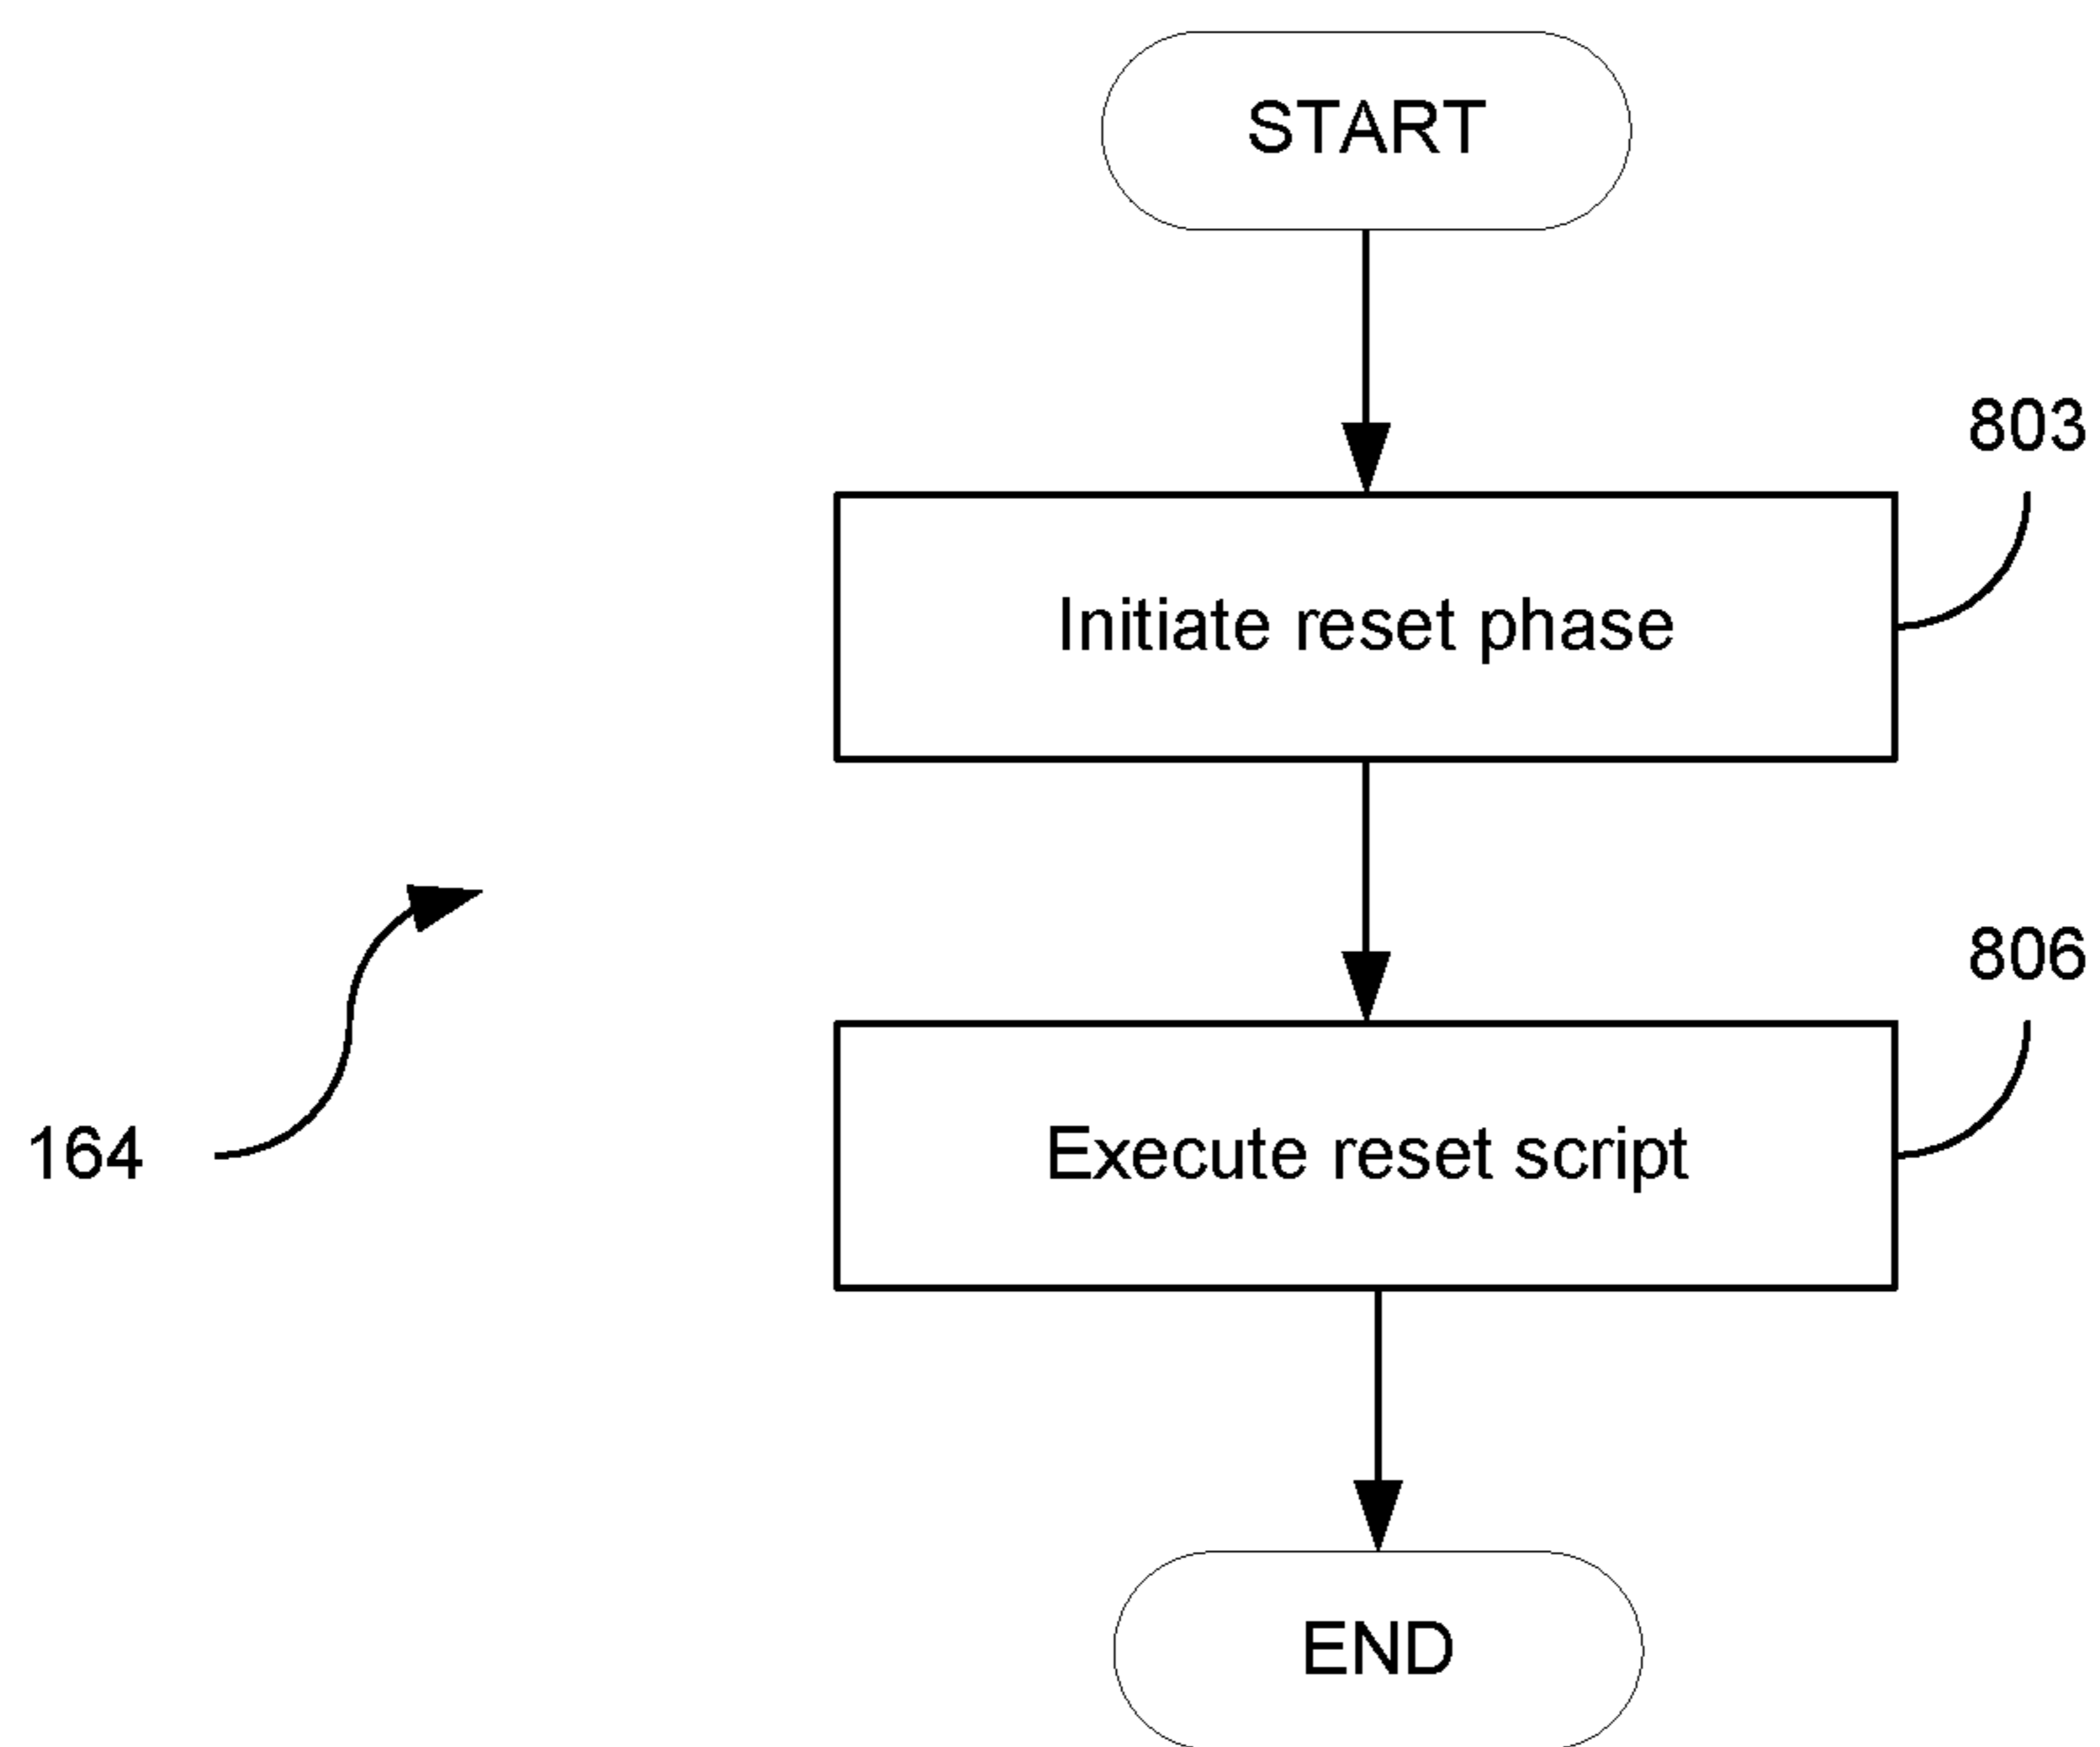 START
803
Initiate reset phase
806
164
Execute reset script
END